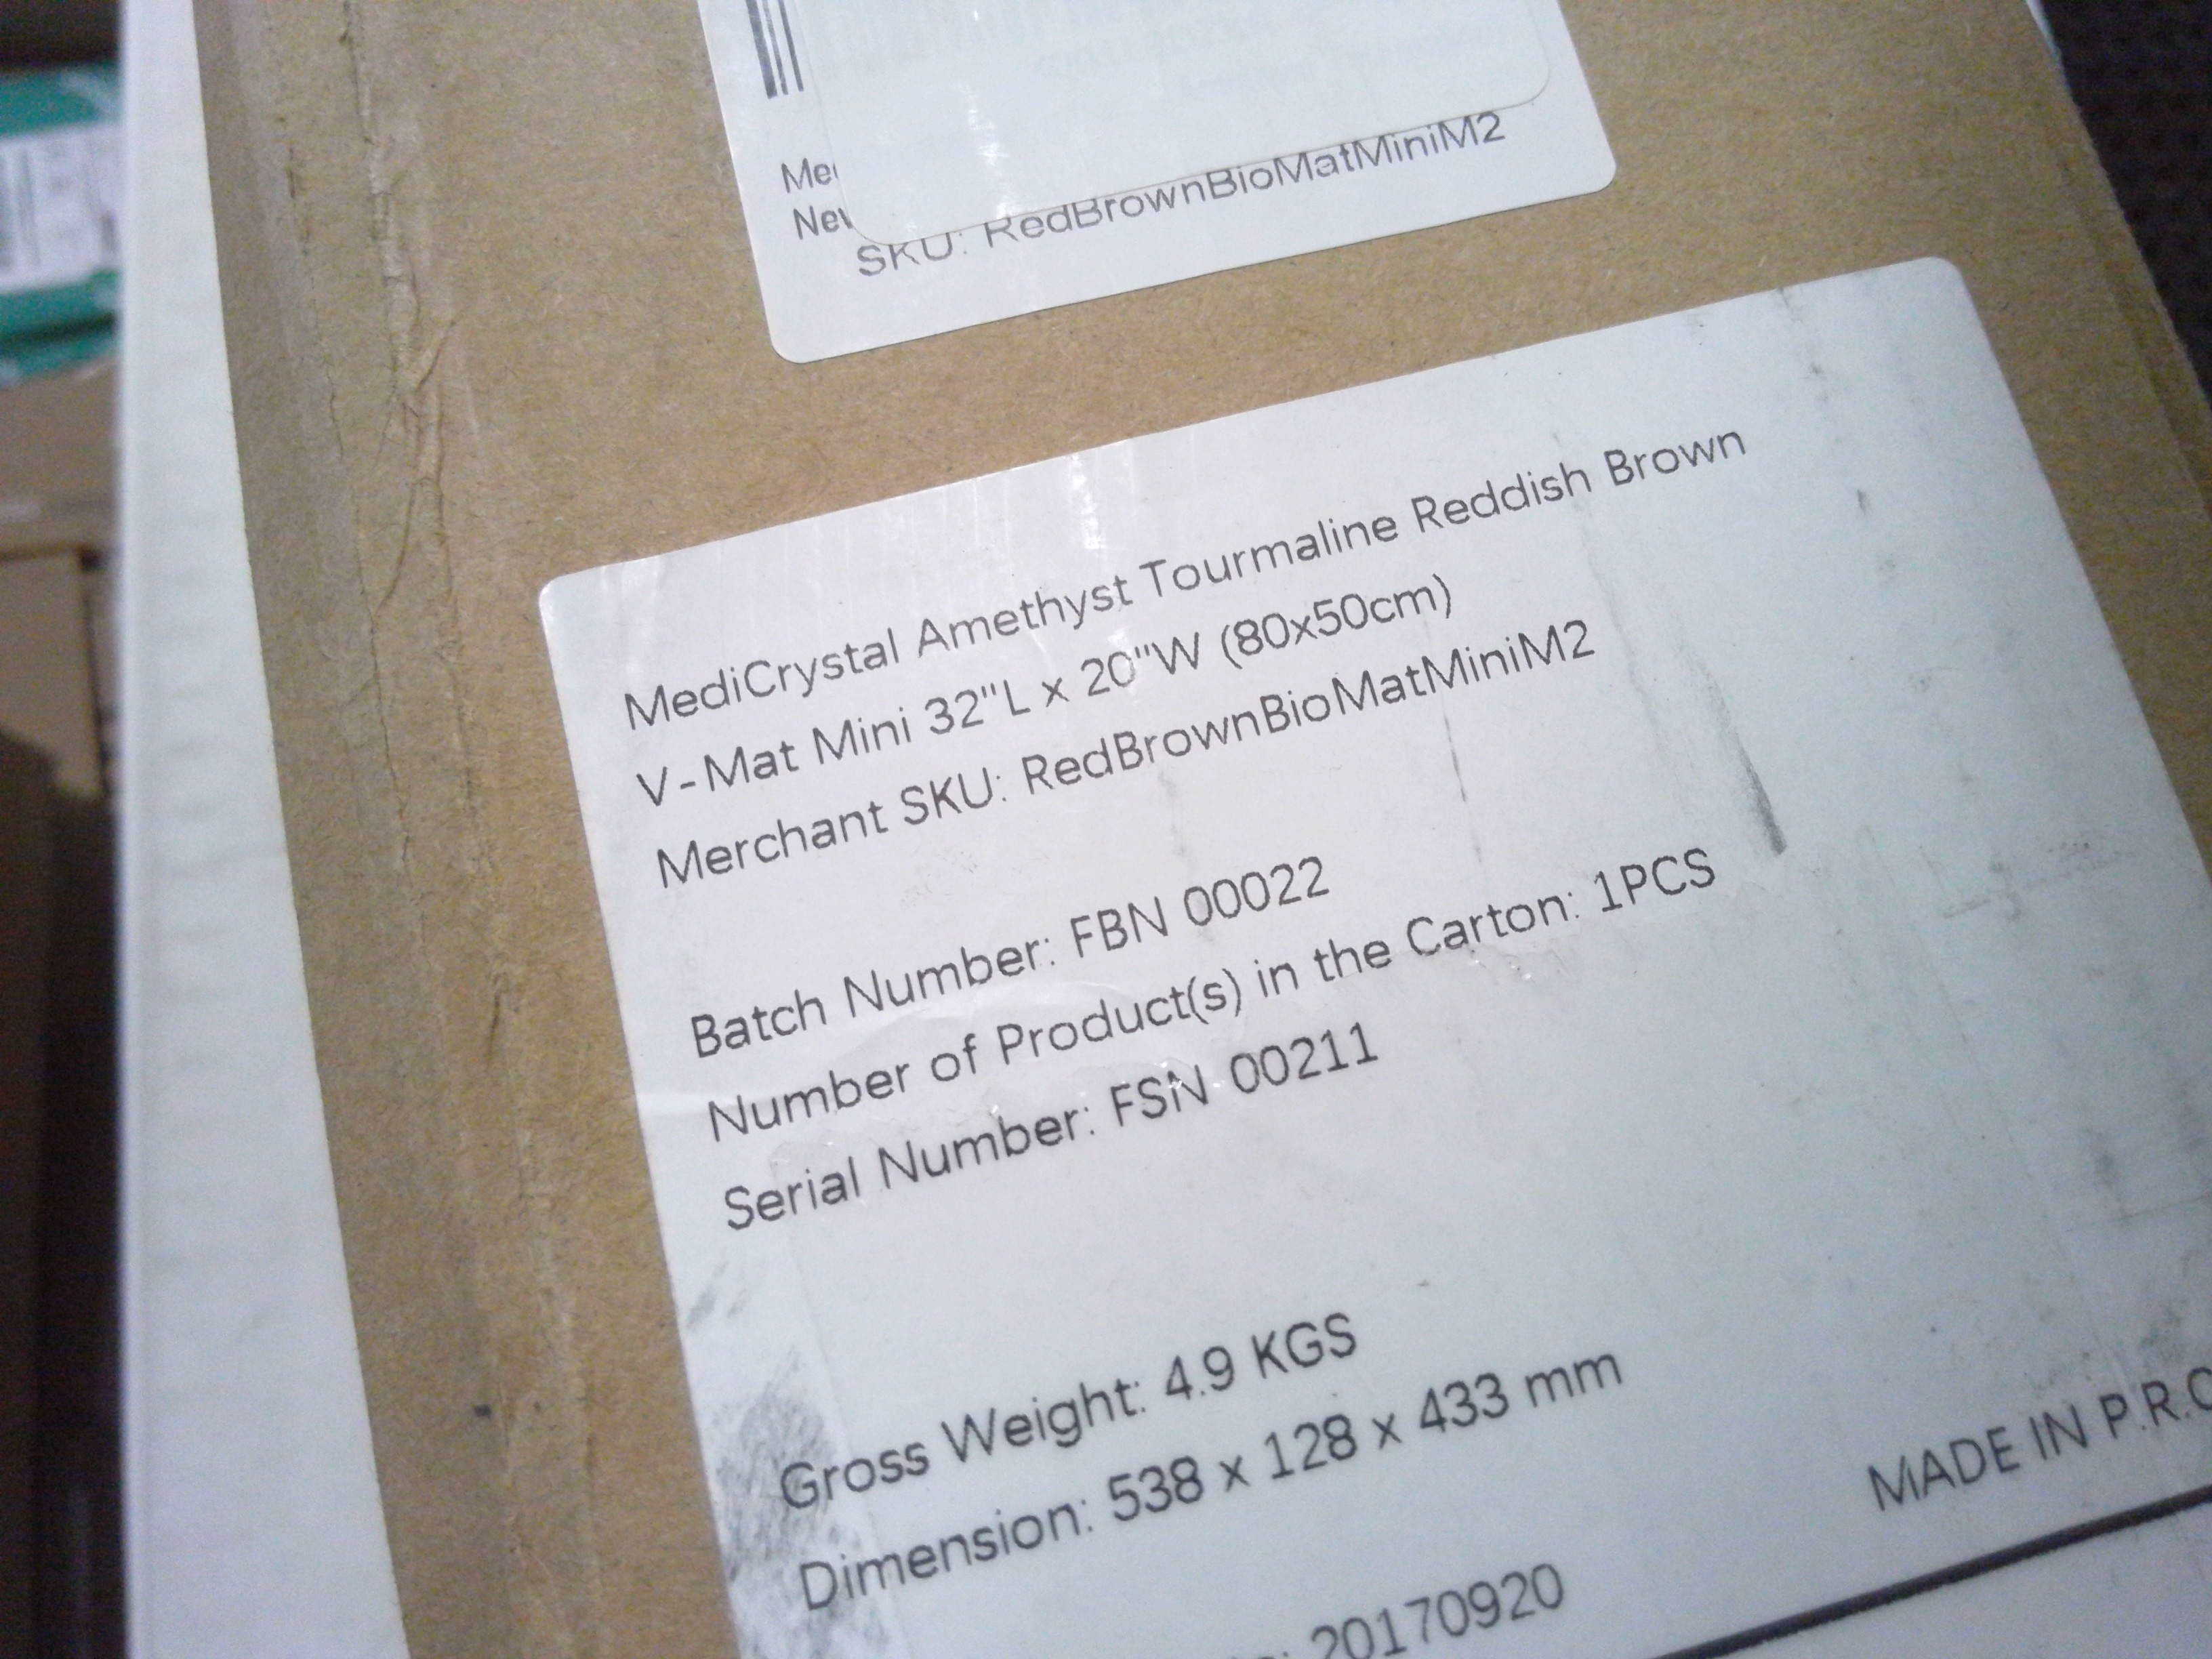 SKU: RedBrownBioMatMiniM2
MediCrystal Amethyst Tourmaline Reddish Brown
V-Mat Mini 32"L x 20"W (80x50cm)
Merchant SKU: RedBrownBioMatMiniM2
Batch Number: FBN 00022
Number of Product(s) in the Carton: 1PCS
Serial Number: FSN 00211
Gross Weight: 4.9 KGS
Dimension: 538 x 128 x 433 mm
MADE IN P.R.C
20170920